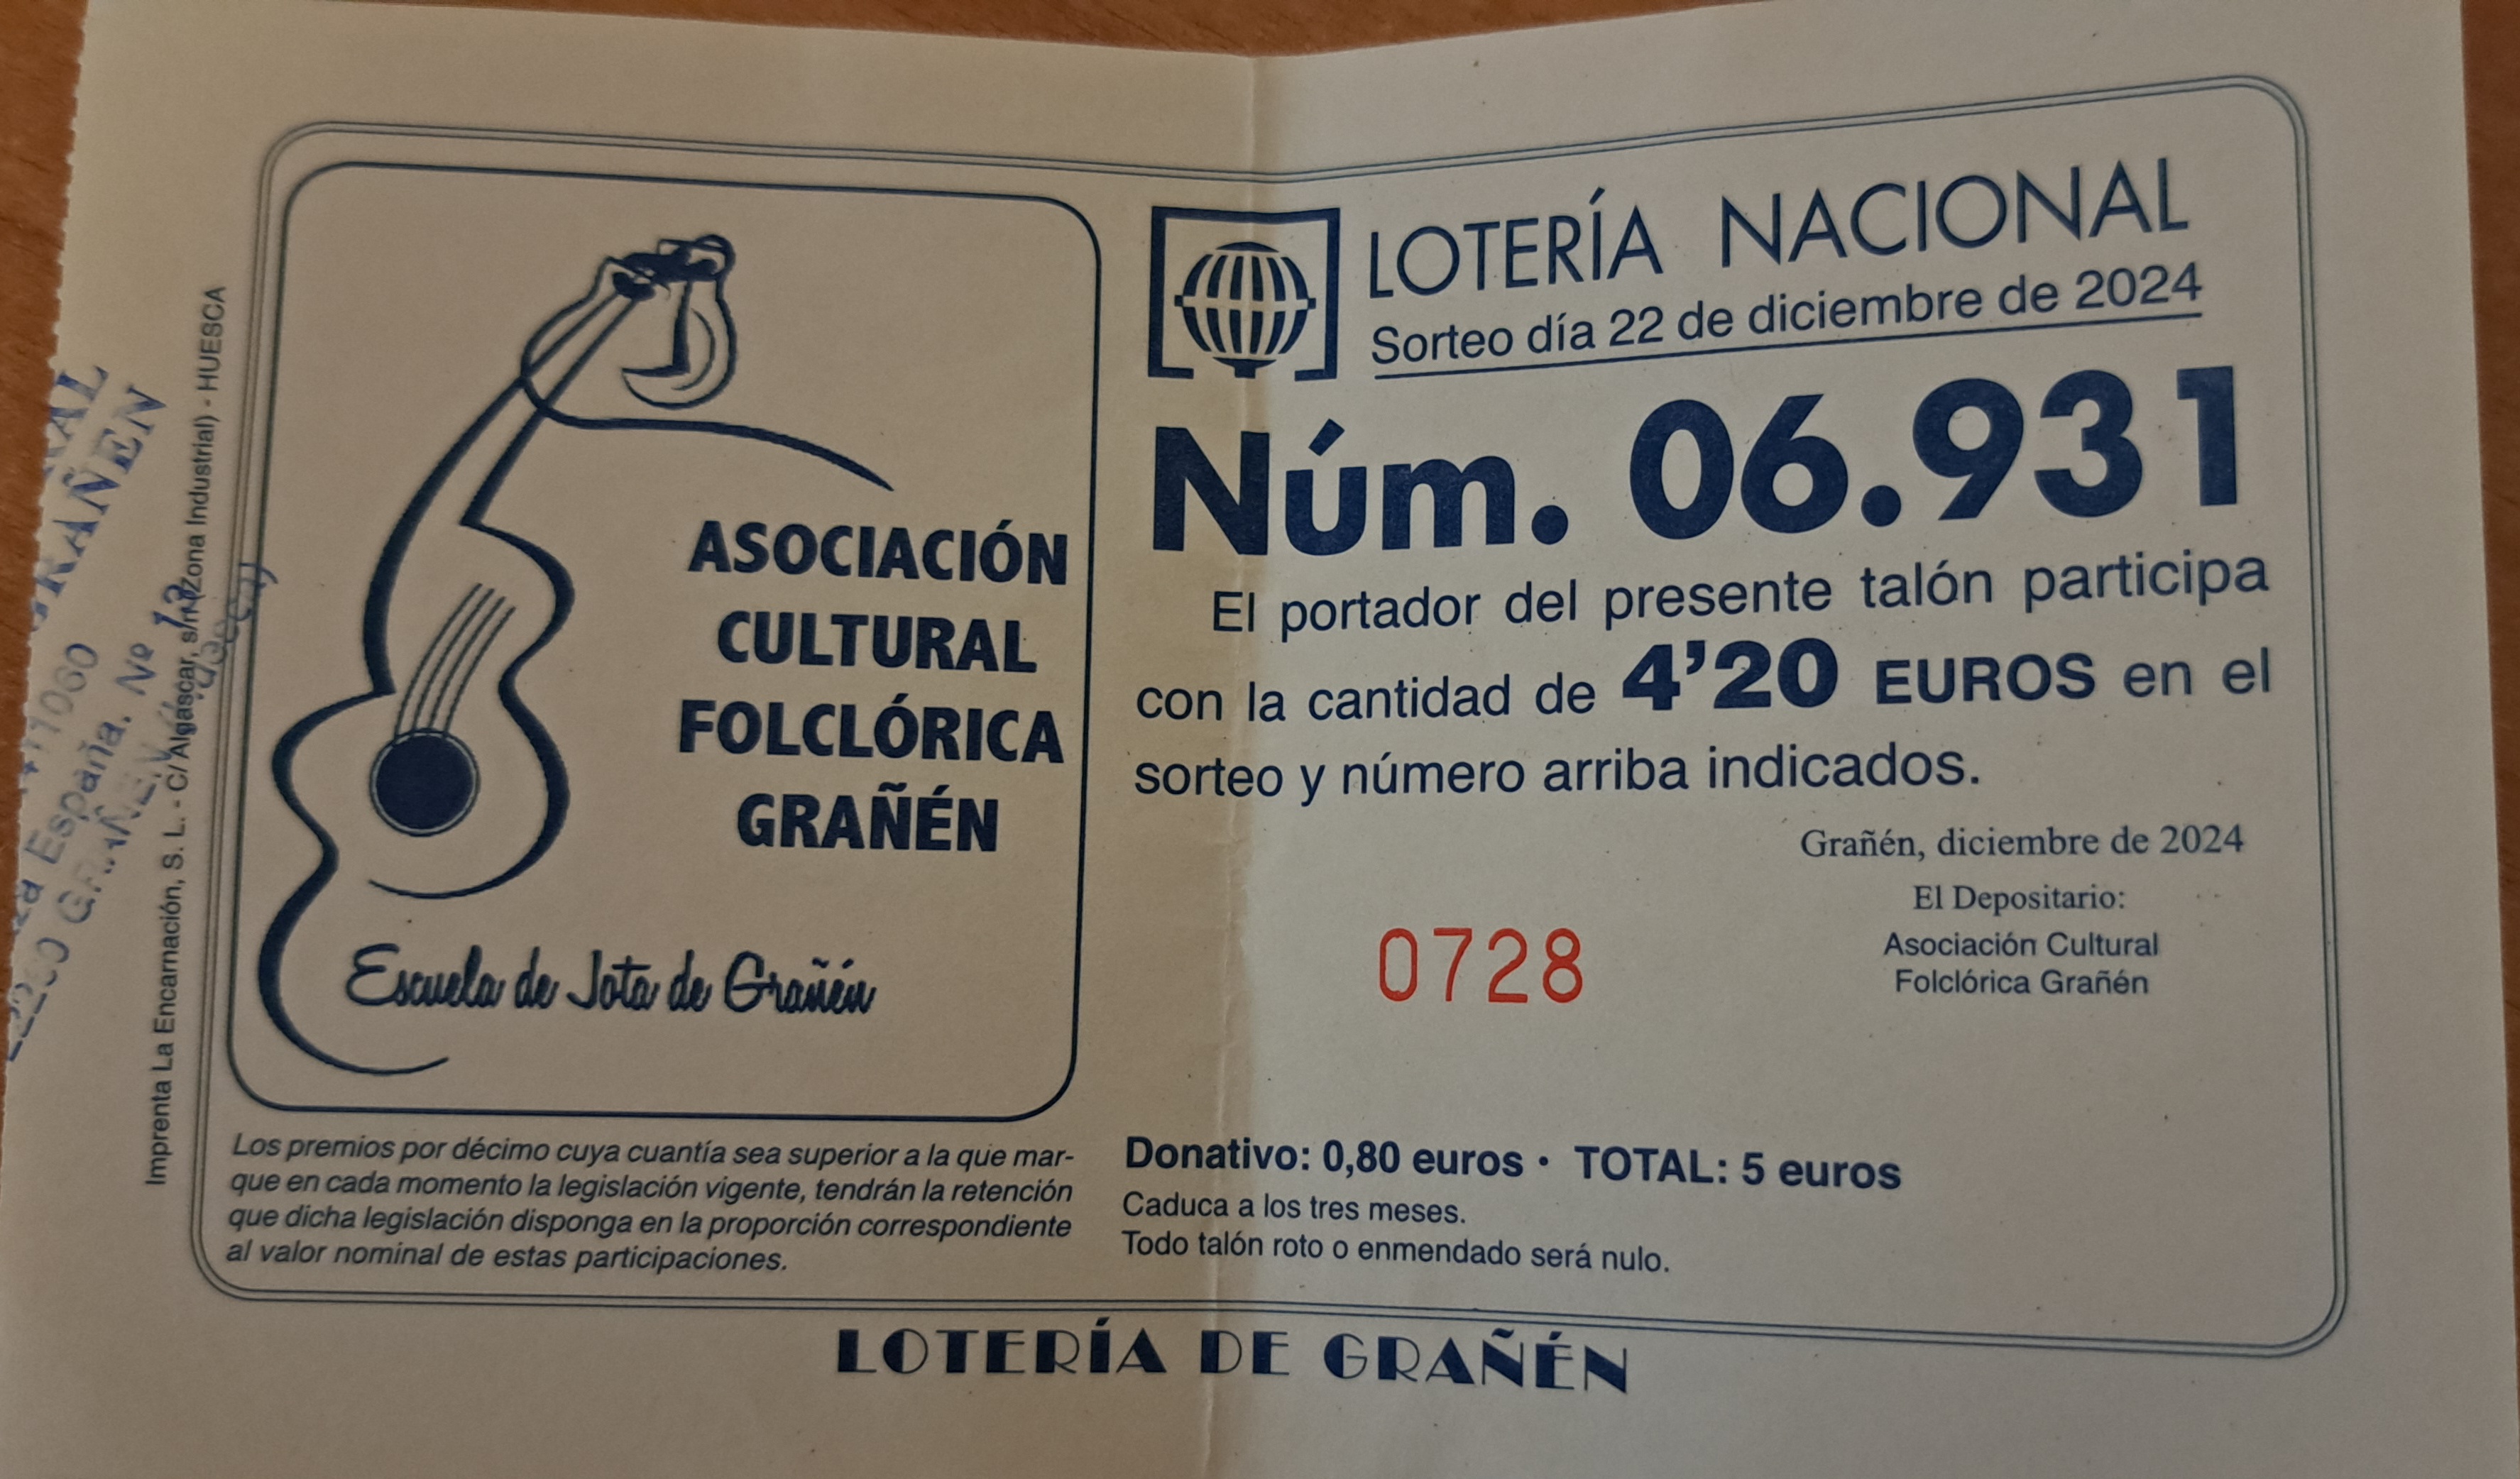 LOTERÍA NACIONAL
Sorteo día 22 de diciembre de 2024
Núm. 06.931
El portador del presente talón participa
con la cantidad de 4'20 EUROS en el
sorteo y número arriba indicados.
Grañén, diciembre de 2024
El Depositario:
Asociación Cultural
Folclórica Grañén
0728
Donativo: 0,80 euros · TOTAL: 5 euros
Caduca a los tres meses.
Todo talón roto o enmendado será nulo.
ASOCIACIÓN
CULTURAL
FOLCLÓRICA
GRAÑÉN
Escuela de Jota de Grañén
Los premios por décimo cuya cuantía sea superior a la que mar-
que en cada momento la legislación vigente, tendrán la retención
que dicha legislación disponga en la proporción correspondiente
al valor nominal de estas participaciones.
LOTERÍA DE GRAÑÉN
Imprenta La Encarnación, S. L. - C/ Algascar, s/n (Zona Industrial) - HUESCA
GRAÑEN
España, Nº 13